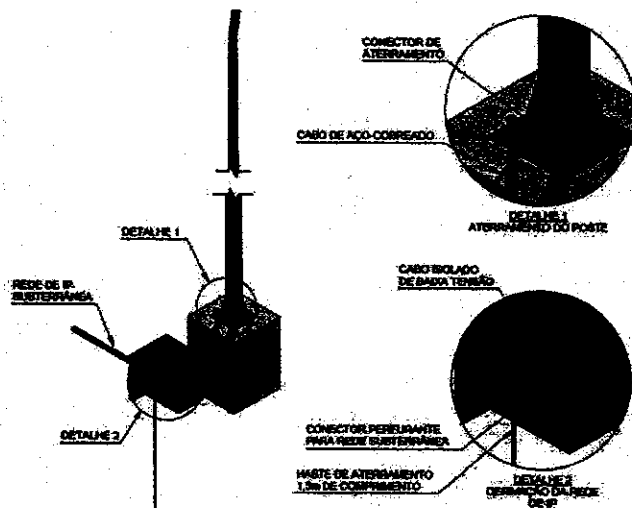 CONECTOR DE
ATERRAMENTO
CABO DE AÇO-COBREADO
DETALHE 1
ATERRAMENTO DO POSTE
DETALHE 1
REDE DE IP
SUBTERRÂNEA
CABO ISOLADO
DE BAIXA TENSÃO
DETALHE 2
CONECTOR PERFURANTE
PARA REDE SUBTERRÂNEA
HASTE DE ATERRAMENTO
1,5m DE COMPRIMENTO
DETALHE 2
DERIVAÇÃO DA REDE
DE IP